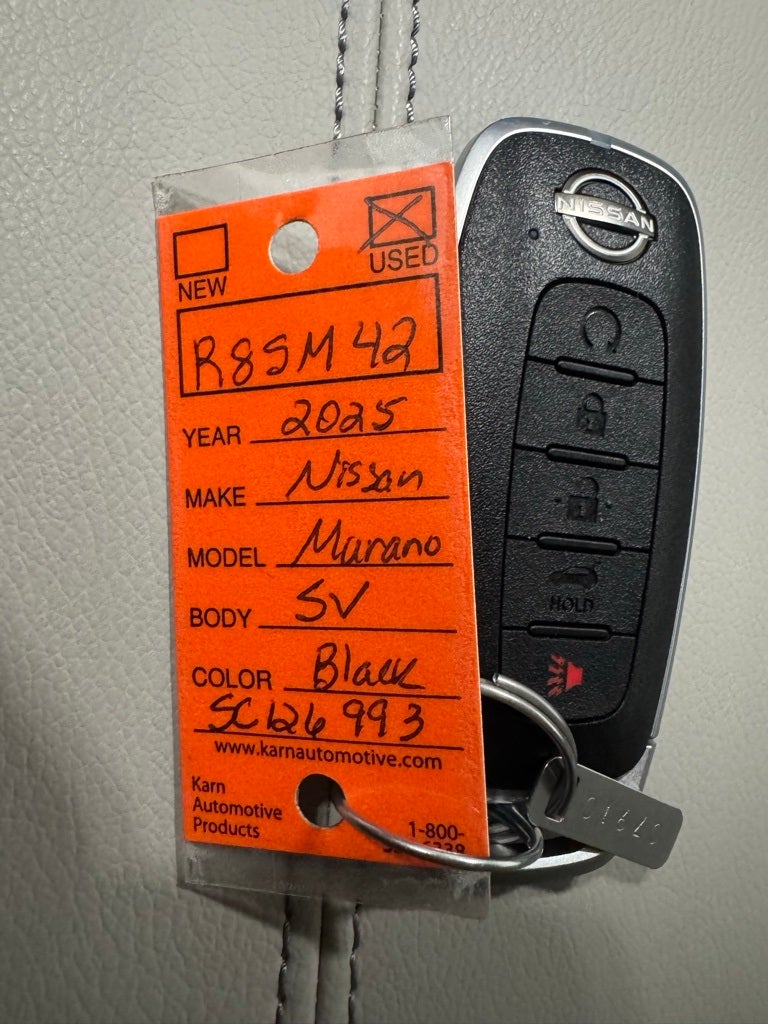 NEW
USED
R8SM42
YEAR 2025
MAKE Nissan
MODEL Murano
BODY SV
COLOR Black
SC126993
www.karnautomotive.com
Karn
Automotive
Products
1-800-
NISSAN
HOLD